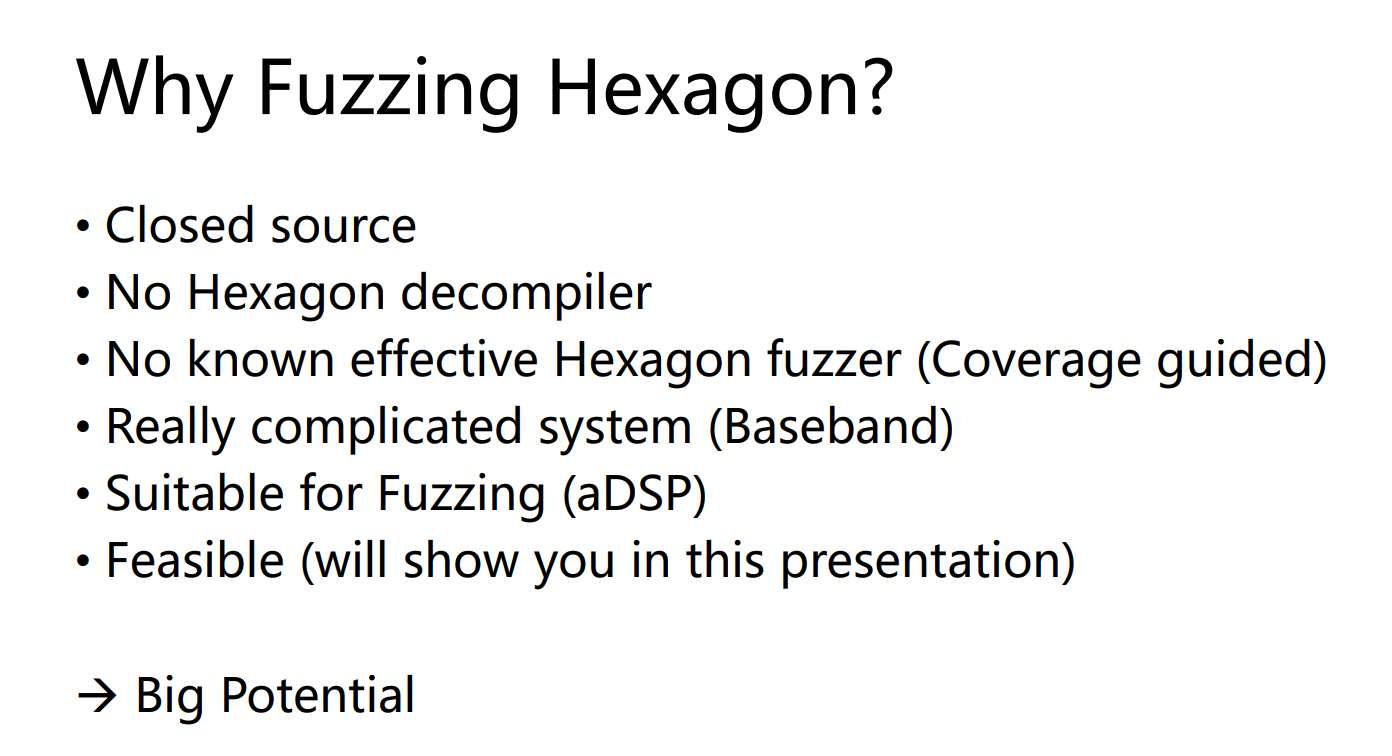 Why Fuzzing Hexagon?
• Closed source
• No Hexagon decompiler
• No known effective Hexagon fuzzer (Coverage guided)
• Really complicated system (Baseband)
• Suitable for Fuzzing (aDSP)
• Feasible (will show you in this presentation)
→ Big Potential